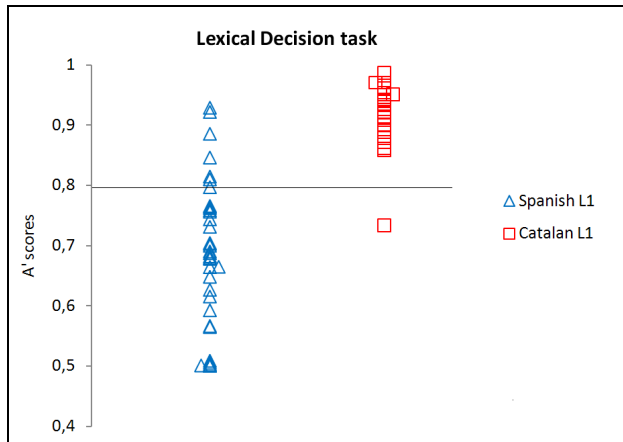 Lexical Decision task
1
0,9
0,8
0,7
0,6
0,5
0,4
A' scores
Spanish L1
Catalan L1